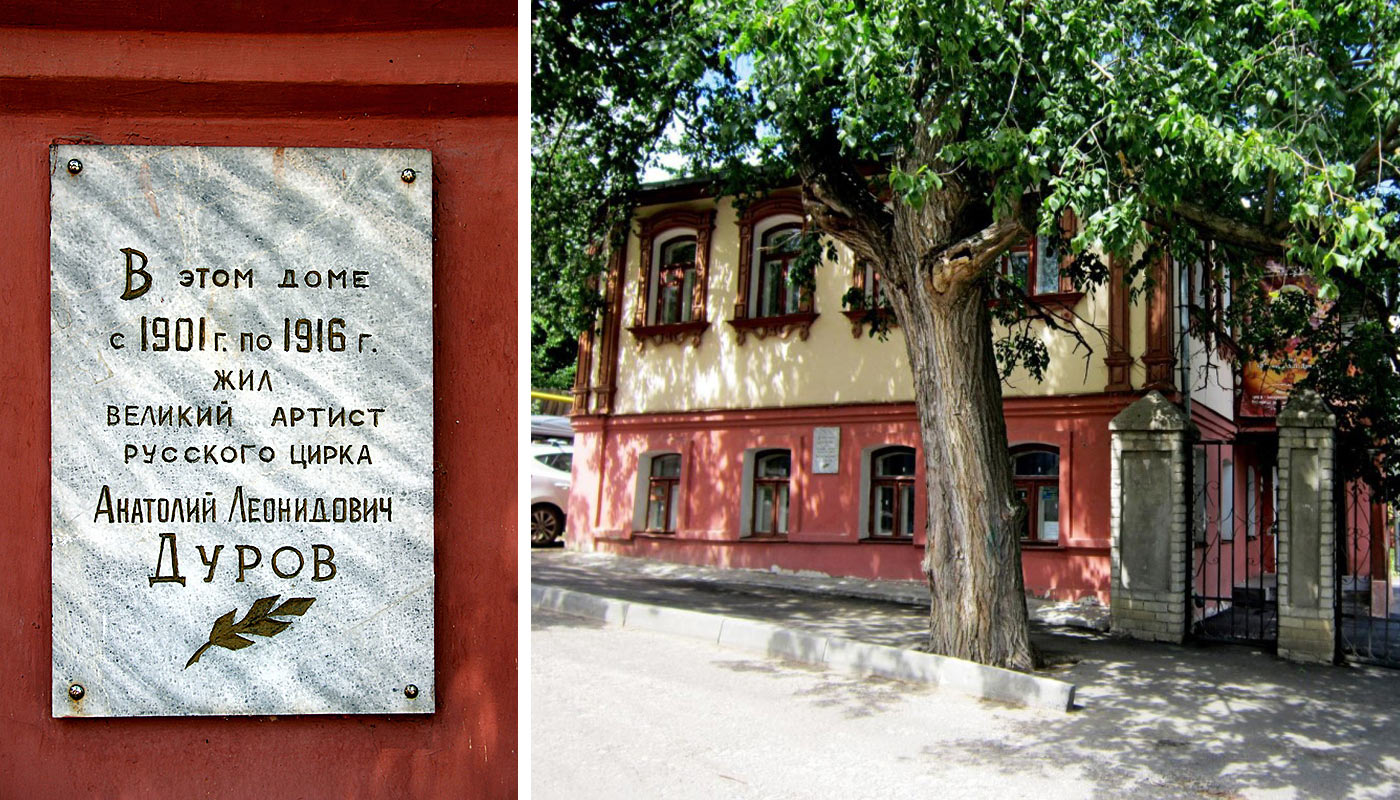 В этом доме
с 1901 г. по 1916 г.
жил
великий артист
русского цирка
Анатолий Леонидович
Дуров